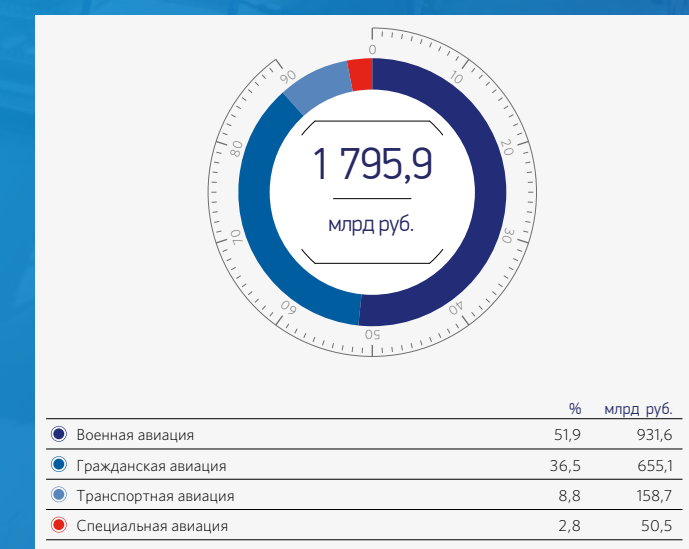 0
10
20
30
40
50
60
70
80
90
1 795,9
млрд руб.
% млрд руб.
Военная авиация 51,9 931,6
Гражданская авиация 36,5 655,1
Транспортная авиация 8,8 158,7
Специальная авиация 2,8 50,5